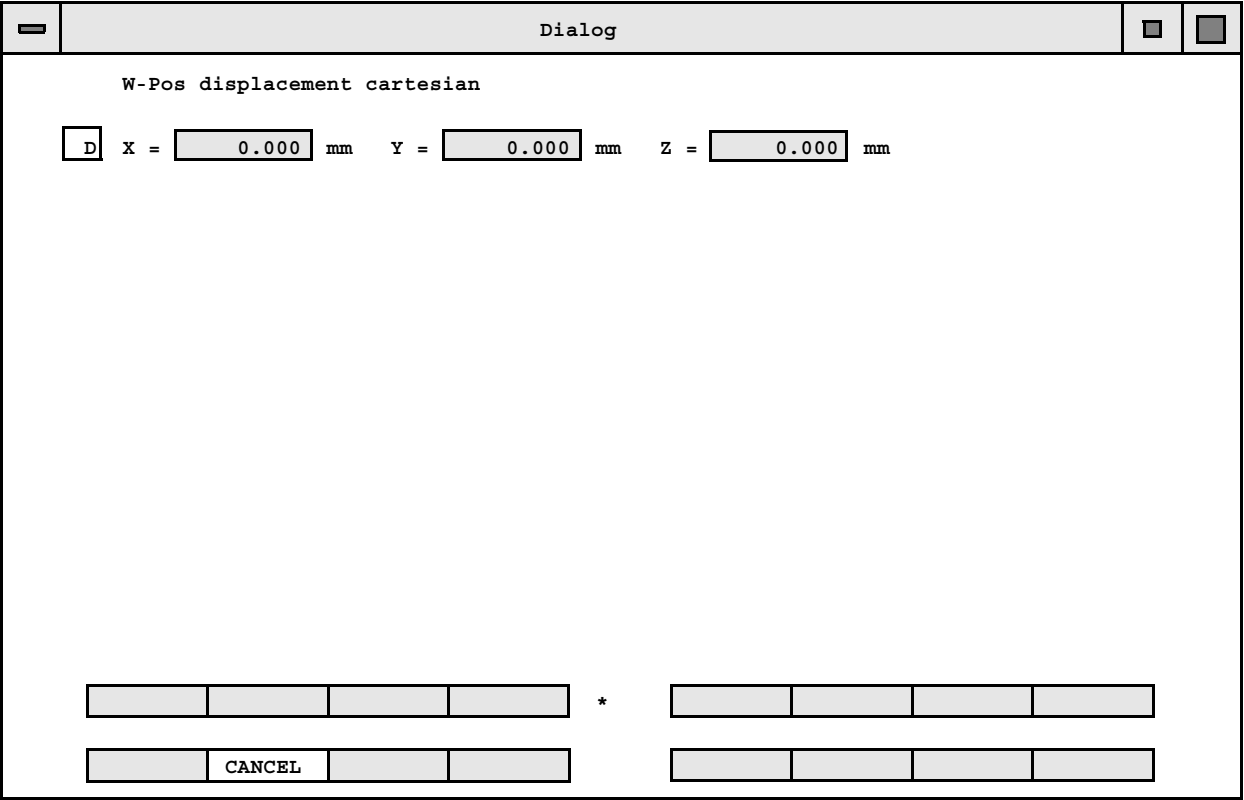 Dialog
W-Pos displacement cartesian
D X = 0.000 mm Y = 0.000 mm Z = 0.000 mm
*
CANCEL